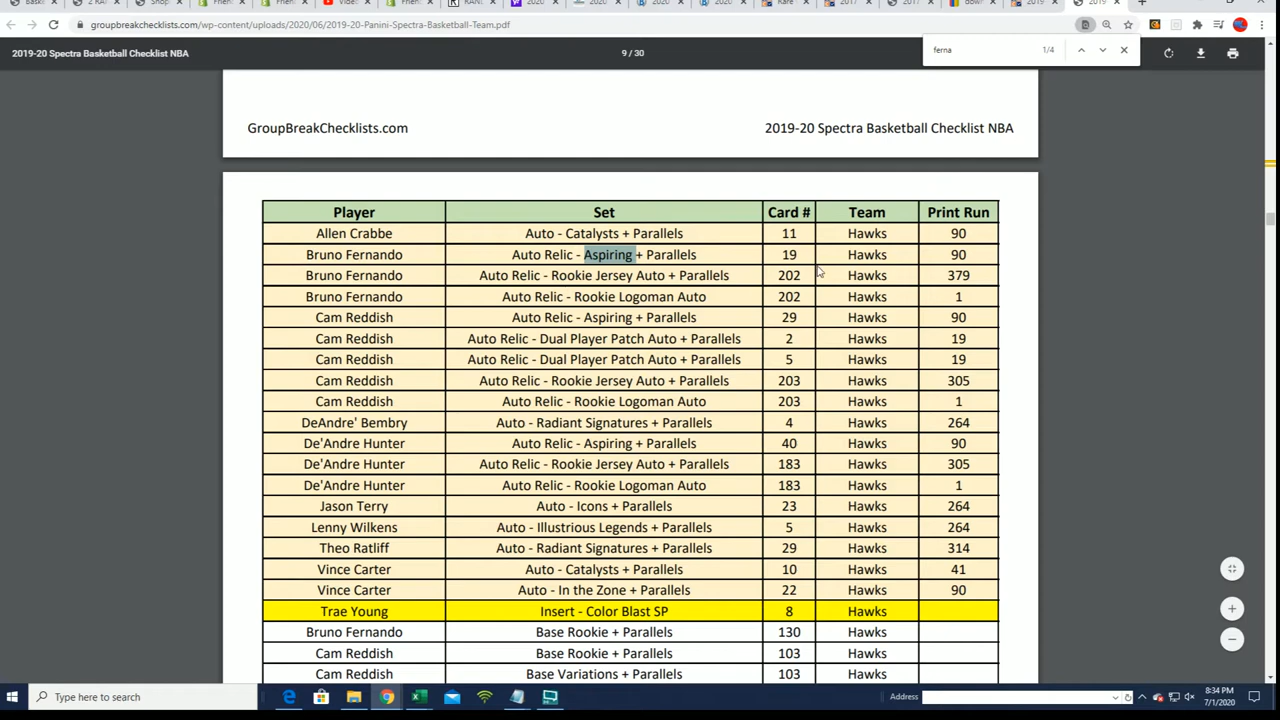 groupbreakchecklists.com/wp-content/uploads/2020/06/2019-20-Panini-Spectra-Basketball-Team.pdf
2019-20 Spectra Basketball Checklist NBA
9 / 30
ferna
1/4
GroupBreakChecklists.com
2019-20 Spectra Basketball Checklist NBA
Player Set Card # Team Print Run
Allen Crabbe Auto - Catalysts + Parallels 11 Hawks 90
Bruno Fernando Auto Relic - Aspiring + Parallels 19 Hawks 90
Bruno Fernando Auto Relic - Rookie Jersey Auto + Parallels 202 Hawks 379
Bruno Fernando Auto Relic - Rookie Logoman Auto 202 Hawks 1
Cam Reddish Auto Relic - Aspiring + Parallels 29 Hawks 90
Cam Reddish Auto Relic - Dual Player Patch Auto + Parallels 2 Hawks 19
Cam Reddish Auto Relic - Dual Player Patch Auto + Parallels 5 Hawks 19
Cam Reddish Auto Relic - Rookie Jersey Auto + Parallels 203 Hawks 305
Cam Reddish Auto Relic - Rookie Logoman Auto 203 Hawks 1
DeAndre' Bembry Auto - Radiant Signatures + Parallels 4 Hawks 264
De'Andre Hunter Auto Relic - Aspiring + Parallels 40 Hawks 90
De'Andre Hunter Auto Relic - Rookie Jersey Auto + Parallels 183 Hawks 305
De'Andre Hunter Auto Relic - Rookie Logoman Auto 183 Hawks 1
Jason Terry Auto - Icons + Parallels 23 Hawks 264
Lenny Wilkens Auto - Illustrious Legends + Parallels 5 Hawks 264
Theo Ratliff Auto - Radiant Signatures + Parallels 29 Hawks 314
Vince Carter Auto - Catalysts + Parallels 10 Hawks 41
Vince Carter Auto - In the Zone + Parallels 22 Hawks 90
Trae Young Insert - Color Blast SP 8 Hawks
Bruno Fernando Base Rookie + Parallels 130 Hawks
Cam Reddish Base Rookie + Parallels 103 Hawks
Cam Reddish Base Variations + Parallels 103 Hawks
Type here to search
Address
8:34 PM
7/1/2020